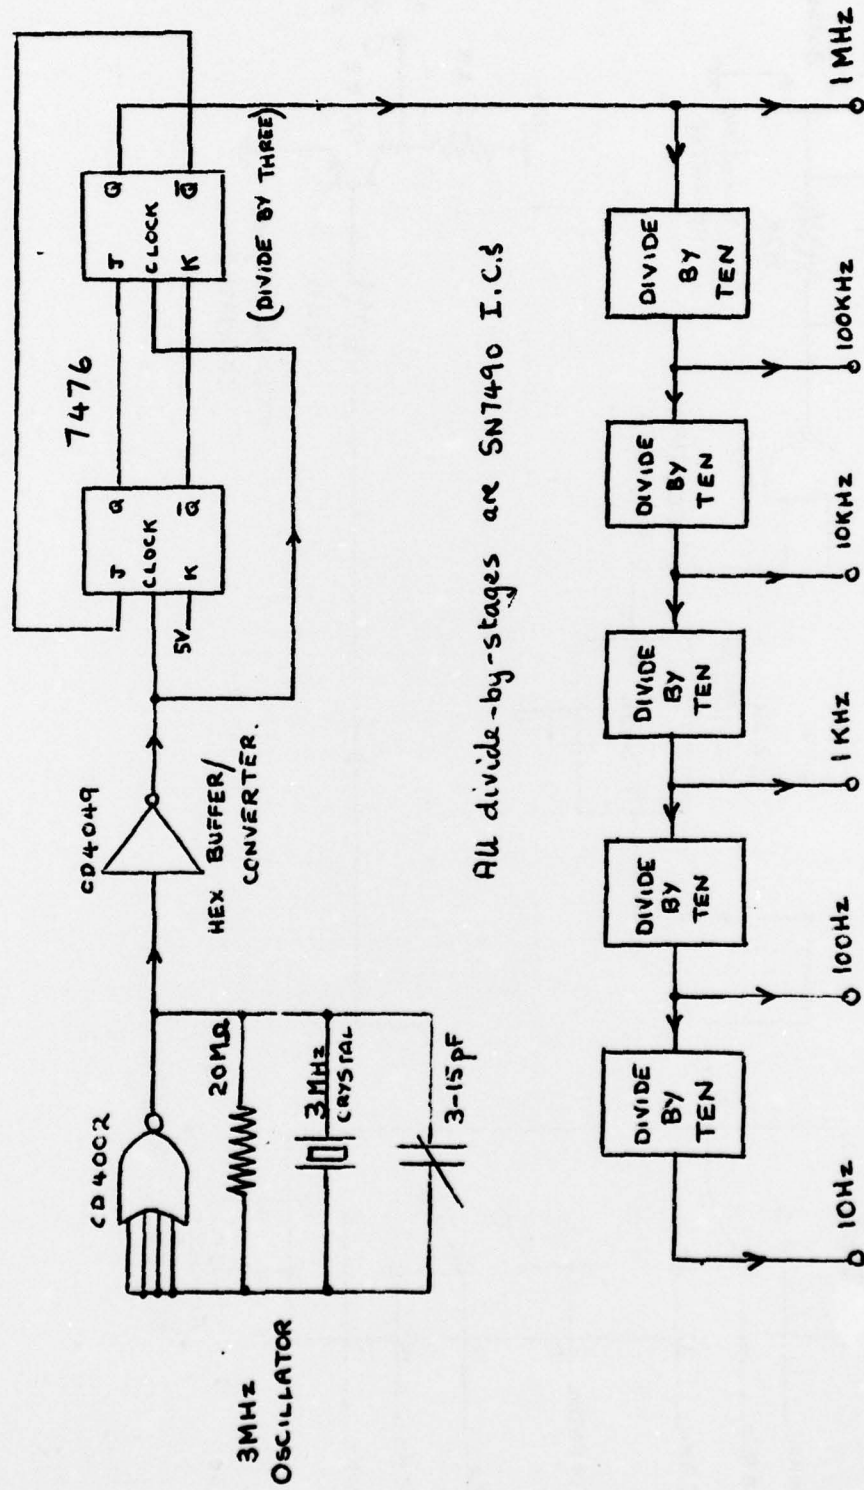 3MHz
OSCILLATOR
CD4002
20MΩ
3MHz
CRYSTAL
3-15pF
CD4049
HEX BUFFER/
CONVERTER.
7476
J
CLOCK
K
Q
Q̅
5V
J
CLOCK
K
Q
Q̅
(DIVIDE BY THREE)
All divide-by-stages are SN7490 I.C.s
DIVIDE
BY
TEN
DIVIDE
BY
TEN
DIVIDE
BY
TEN
DIVIDE
BY
TEN
DIVIDE
BY
TEN
10Hz
100Hz
1KHz
10KHz
100KHz
1MHz